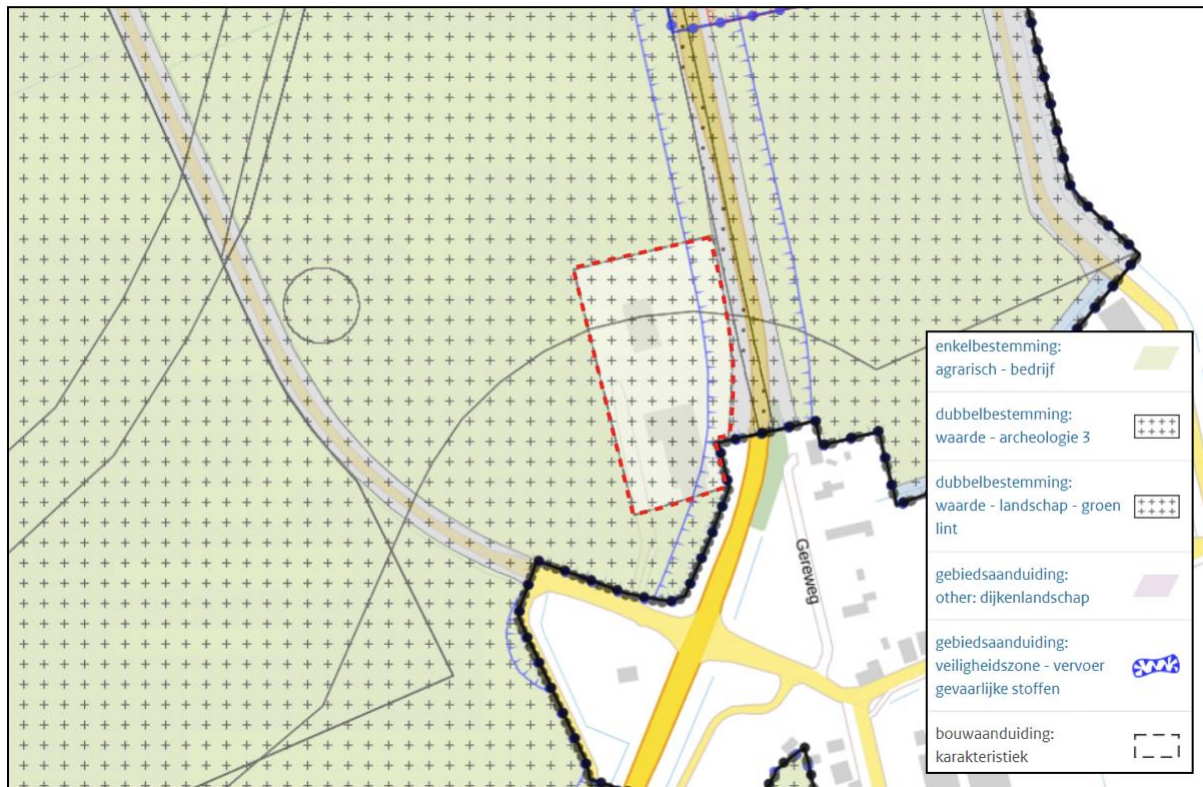 Gereweg
enkelbestemming:
agrarisch - bedrijf
dubbelbestemming:
waarde - archeologie 3
dubbelbestemming:
waarde - landschap - groen
lint
gebiedsaanduiding:
other: dijkenlandschap
gebiedsaanduiding:
veiligheidszone - vervoer
gevaarlijke stoffen
bouwaanduiding:
karakteristiek